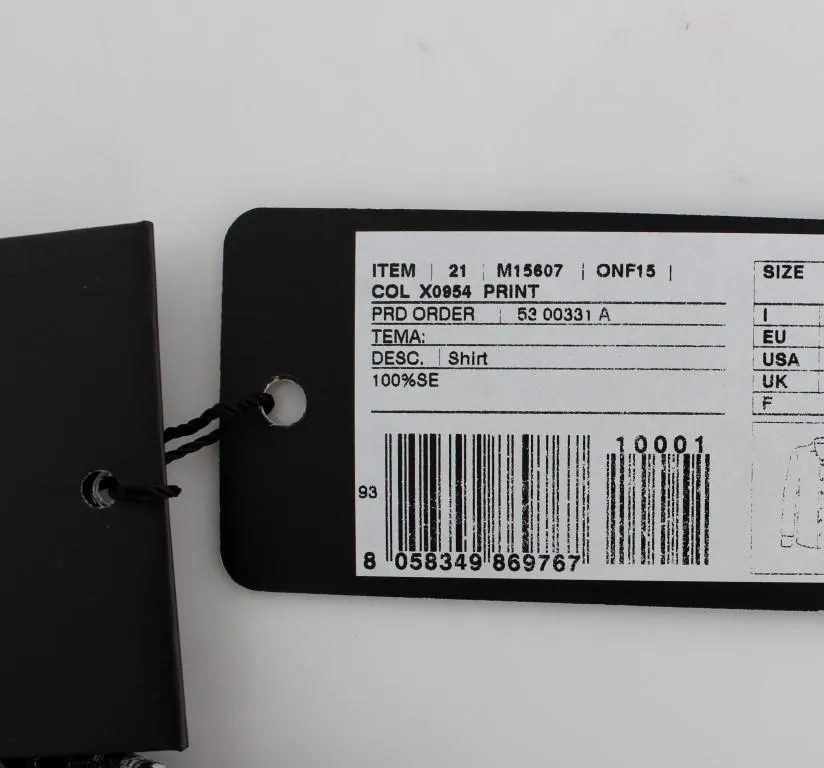 ITEM | 21 | M15607 | ONF15 |
COL X0954 PRINT
PRD ORDER | 53 00331 A
TEMA:
DESC. | Shirt
100%SE
SIZE
I
EU
USA
UK
F
10001
93
8 058349 869767